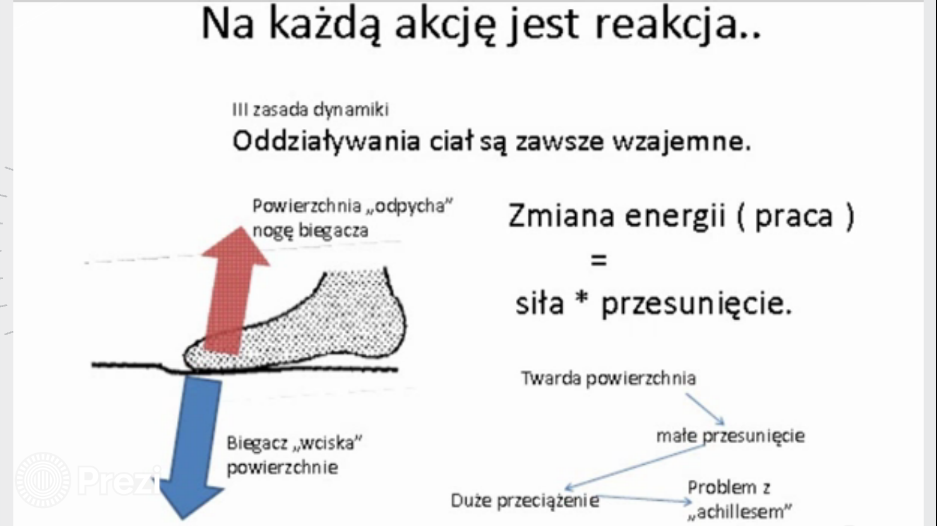 Na każdą akcję jest reakcja..
III zasada dynamiki
Oddziaływania ciał są zawsze wzajemne.
Powierzchnia „odpycha”
nogę biegacza
Zmiana energii ( praca )
=
siła * przesunięcie.
Twarda powierzchnia
małe przesunięcie
Biegacz „wciska”
powierzchnie
Duże przeciążenie
Problem z
„achillesem”
Prezi